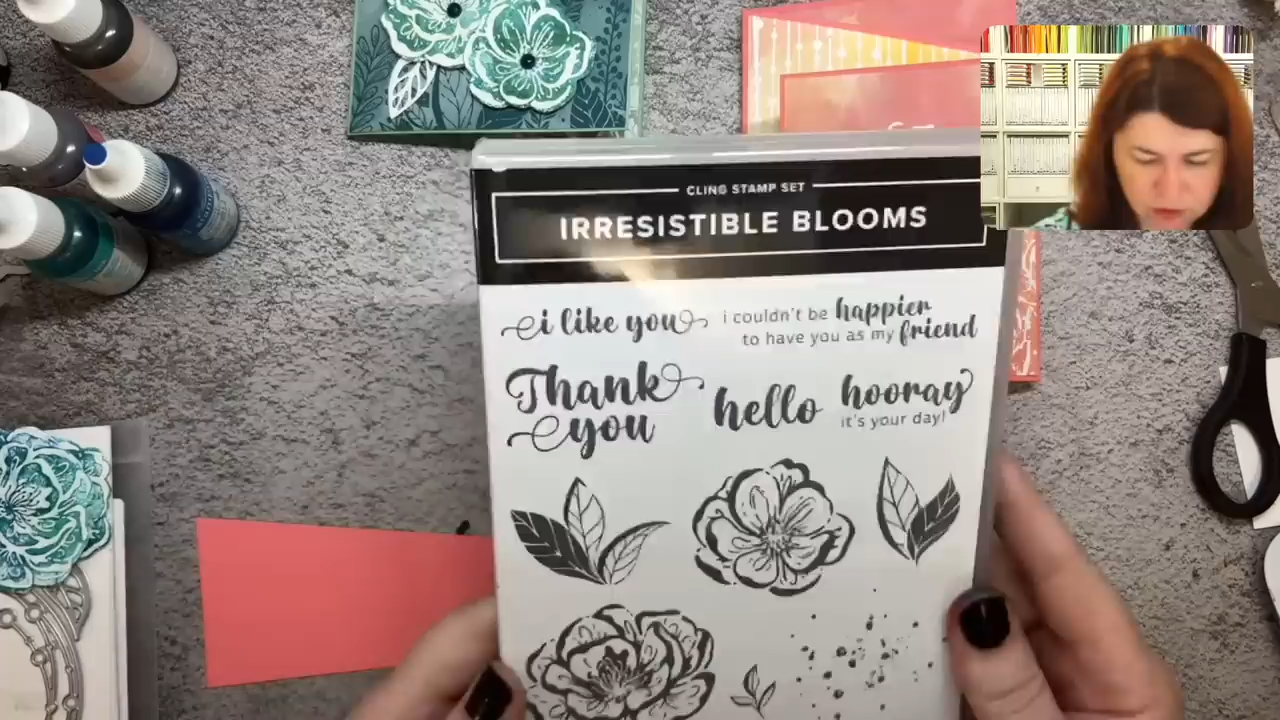 CLING STAMP SET
IRRESISTIBLE BLOOMS
i like you
i couldn't be happier
to have you as my friend
Thank
you
hello
hooray
it's your day!